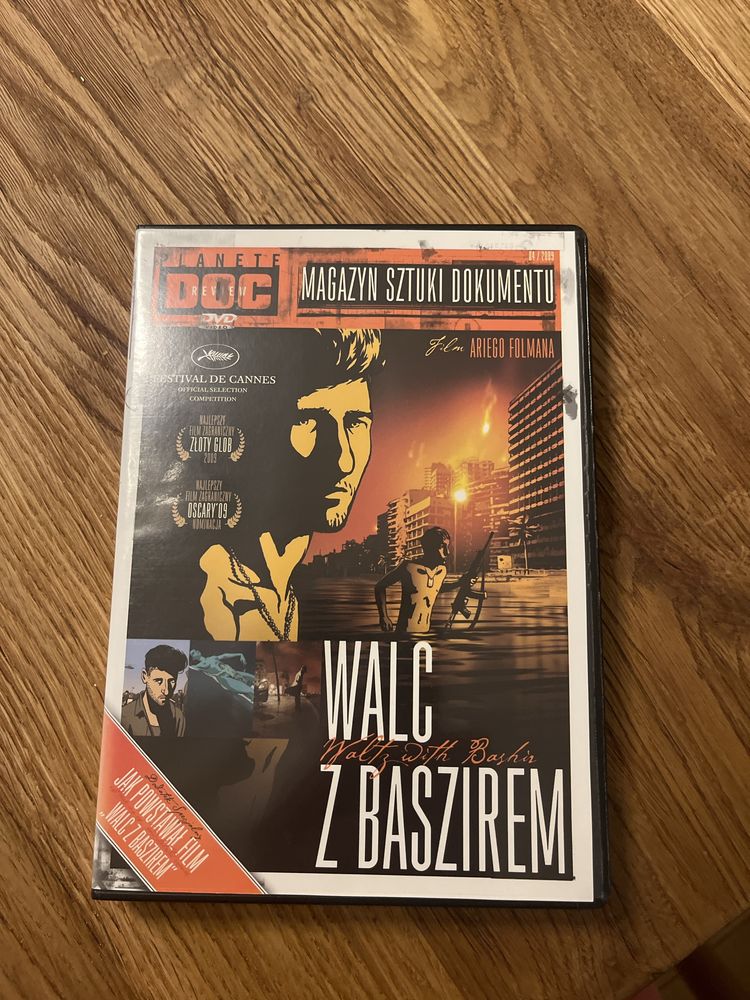 PLANETE
DOC
REVIEW
DVD
VIDEO
04 / 2009
MAGAZYN SZTUKI DOKUMENTU
Film ARIEGO FOLMANA
FESTIVAL DE CANNES
OFFICIAL SELECTION
COMPETITION
NAJLEPSZY
FILM ZAGRANICZNY
ZŁOTY GLOB
2009
NAJLEPSZY
FILM ZAGRANICZNY
OSCARY'09
NOMINACJA
WALC
Waltz with Bashir
Z BASZIREM
JAK POWSTAWAŁ FILM
„WALC Z BASZIREM"